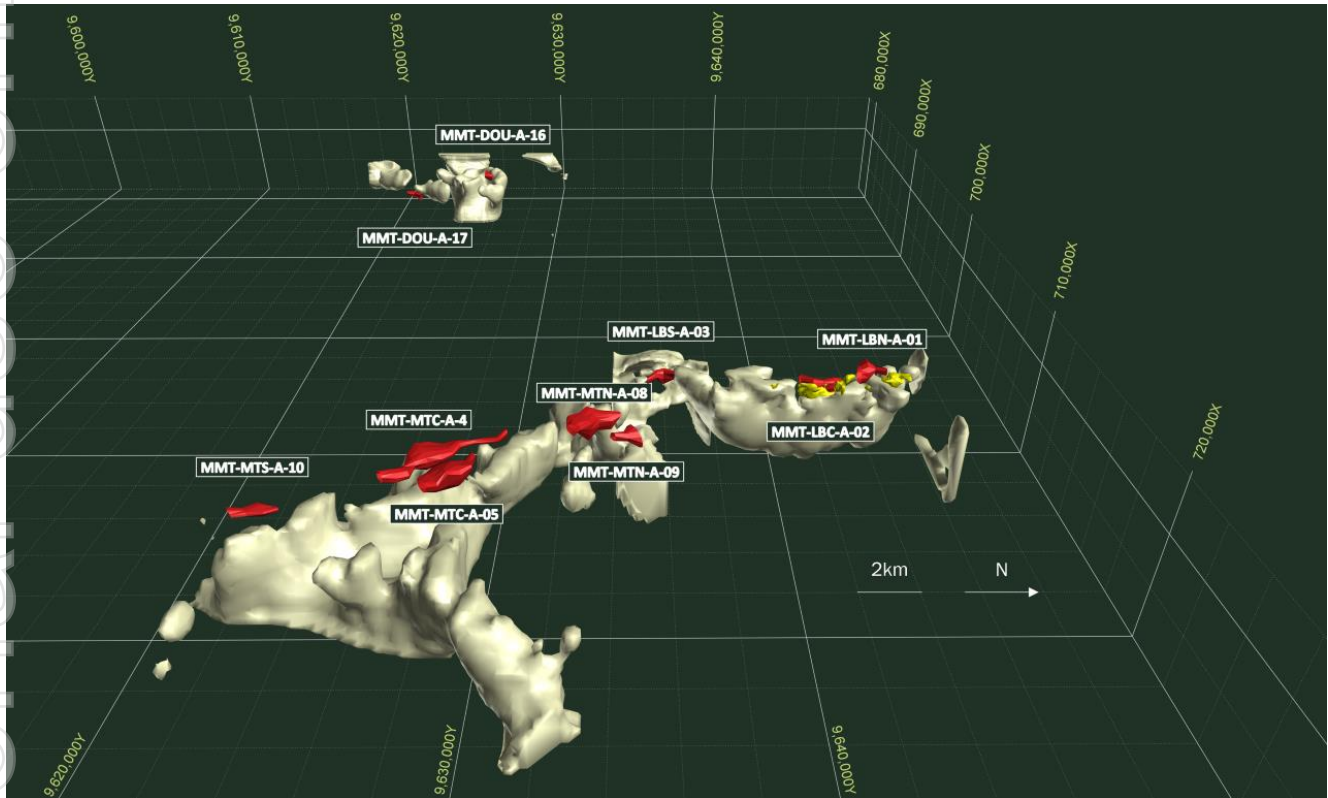 9,600,000Y
9,610,000Y
9,620,000Y
9,630,000Y
9,640,000Y
680,000X
690,000X
700,000X
710,000X
720,000X
MMT-DOU-A-16
MMT-DOU-A-17
MMT-LBS-A-03
MMT-LBN-A-01
MMT-MTN-A-08
MMT-MTC-A-4
MMT-LBC-A-02
MMT-MTS-A-10
MMT-MTN-A-09
MMT-MTC-A-05
2km N
9,620,000Y
9,630,000Y
9,640,000Y